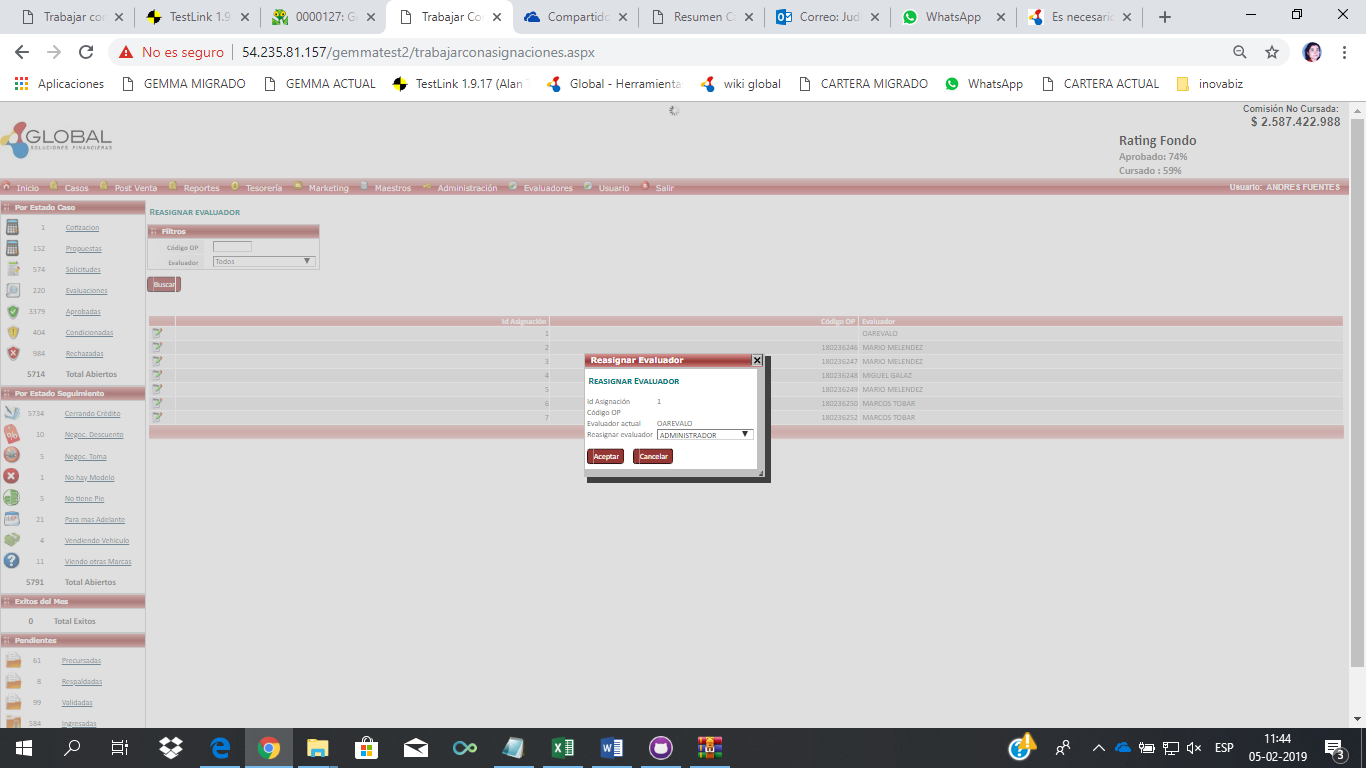 Trabajar con
TestLink 1.9
0000127: G
Trabajar Co
Compartido
Resumen C
Correo: Jud
WhatsApp
Es necesari
No es seguro
54.235.81.157/gemmatest2/trabajarconasignaciones.aspx
Aplicaciones
GEMMA MIGRADO
GEMMA ACTUAL
TestLink 1.9.17 (Alan
Global - Herramienta
wiki global
CARTERA MIGRADO
WhatsApp
CARTERA ACTUAL
inovabiz
GLOBAL
SOLUCIONES FINANCIERAS
Comisión No Cursada:
$ 2.587.422.988
Rating Fondo
Aprobado: 74%
Cursado : 59%
Inicio Casos Post Venta Reportes Tesorería Marketing Maestros Administración Evaluadores Usuario Salir
Usuario: ANDRES FUENTES
Por Estado Caso
1 Cotizacion
152 Propuestas
574 Solicitudes
220 Evaluaciones
3379 Aprobadas
404 Condicionadas
984 Rechazadas
5714 Total Abiertos
Por Estado Seguimiento
5734 Cerrando Crédito
10 Negoc. Descuento
5 Negoc. Toma
1 No hay Modelo
5 No tiene Pie
21 Para mas Adelante
4 Vendiendo Vehiculo
11 Viendo otras Marcas
5791 Total Abiertos
Exitos del Mes
0 Total Exitos
Pendientes
61 Precursadas
8 Respaldadas
99 Validadas
584 Ingresadas
REASIGNAR EVALUADOR
Filtros
Código OP
Evaluador Todos
Buscar
Id Asignación Código OP Evaluador
1 OAREVALO
2 180236246 MARIO MELENDEZ
3 180236247 MARIO MELENDEZ
4 180236248 MIGUEL GALAZ
5 180236249 MARIO MELENDEZ
6 180236250 MARCOS TOBAR
7 180236252 MARCOS TOBAR
Reasignar Evaluador
REASIGNAR EVALUADOR
Id Asignación 1
Código OP
Evaluador actual OAREVALO
Reasignar evaluador ADMINISTRADOR
Aceptar Cancelar
ESP
11:44
05-02-2019
3